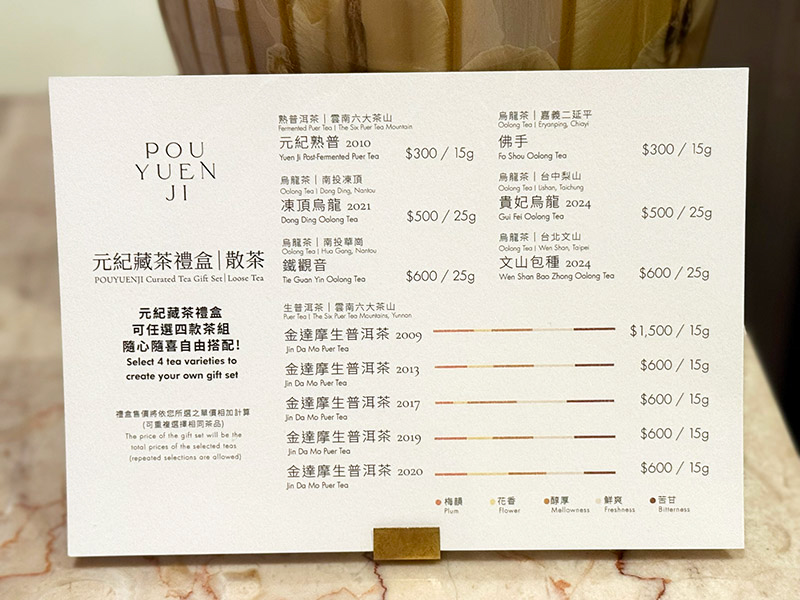 POU
YUEN
JI
元紀藏茶禮盒|散茶
POUYUENJI Curated Tea Gift Set | Loose Tea
元紀藏茶禮盒
可任選四款茶組
隨心隨喜自由搭配!
Select 4 tea varieties to
create your own gift set
禮盒售價將依您所選之單價相加計算
(可重複選擇相同茶品)
The price of the gift set will be the
total prices of the selected teas
(repeated selections are allowed)
熟普洱茶|雲南六大茶山
Fermented Puer Tea | The Six Puer Tea Mountain
元紀熟普 2010
Yuen Ji Post-Fermented Puer Tea
$300 / 15g
烏龍茶|南投凍頂
Oolong Tea | Dong Ding, Nantou
凍頂烏龍 2021
Dong Ding Oolong Tea
$500 / 25g
烏龍茶|南投華崗
Oolong Tea | Hua Gang, Nantou
鐵觀音
Tie Guan Yin Oolong Tea
$600 / 25g
烏龍茶|嘉義二延平
Oolong Tea | Eryanping, Chiayi
佛手
Fo Shou Oolong Tea
$300 / 15g
烏龍茶|台中梨山
Oolong Tea | Lishan, Taichung
貴妃烏龍 2024
Gui Fei Oolong Tea
$500 / 25g
烏龍茶|台北文山
Oolong Tea | Wen Shan, Taipei
文山包種 2024
Wen Shan Bao Zhong Oolong Tea
$600 / 25g
生普洱茶|雲南六大茶山
Puer Tea | The Six Puer Tea Mountains, Yunnan
金達摩生普洱茶 2009
$1,500 / 15g
Jin Da Mo Puer Tea
金達摩生普洱茶 2013
$600 / 15g
Jin Da Mo Puer Tea
金達摩生普洱茶 2017
$600 / 15g
Jin Da Mo Puer Tea
金達摩生普洱茶 2019
$600 / 15g
Jin Da Mo Puer Tea
金達摩生普洱茶 2020
$600 / 15g
Jin Da Mo Puer Tea
梅韻 花香 醇厚 鮮爽 苦甘
Plum Flower Mellowness Freshness Bitterness